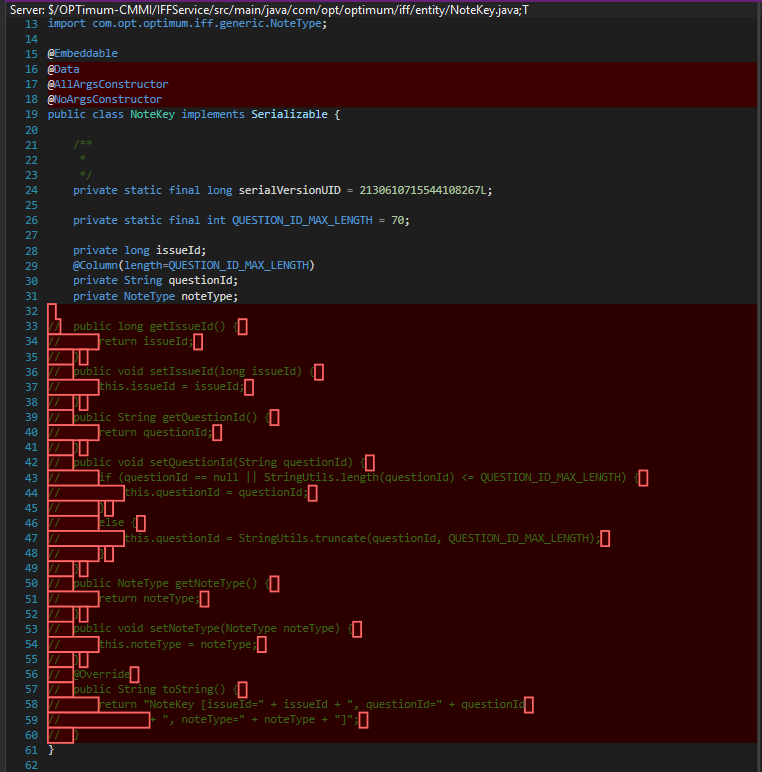 Server: $/OPTimum-CMMI/IFFService/src/main/java/com/opt/optimum/iff/entity/NoteKey.java;T
13 import com.opt.optimum.iff.generic.NoteType;
14
15 @Embeddable
16 @Data
17 @AllArgsConstructor
18 @NoArgsConstructor
19 public class NoteKey implements Serializable {
20
21     /**
22      *
23      */
24     private static final long serialVersionUID = 2130610715544108267L;
25
26     private static final int QUESTION_ID_MAX_LENGTH = 70;
27
28     private long issueId;
29     @Column(length=QUESTION_ID_MAX_LENGTH)
30     private String questionId;
31     private NoteType noteType;
32
33 //  public long getIssueId() {
34 //      return issueId;
35 //  }
36 //  public void setIssueId(long issueId) {
37 //      this.issueId = issueId;
38 //  }
39 //  public String getQuestionId() {
40 //      return questionId;
41 //  }
42 //  public void setQuestionId(String questionId) {
43 //      if (questionId == null || StringUtils.length(questionId) <= QUESTION_ID_MAX_LENGTH) {
44 //          this.questionId = questionId;
45 //      }
46 //      else {
47 //          this.questionId = StringUtils.truncate(questionId, QUESTION_ID_MAX_LENGTH);
48 //      }
49 //  }
50 //  public NoteType getNoteType() {
51 //      return noteType;
52 //  }
53 //  public void setNoteType(NoteType noteType) {
54 //      this.noteType = noteType;
55 //  }
56 //  @Override
57 //  public String toString() {
58 //      return "NoteKey [issueId=" + issueId + ", questionId=" + questionId
59 //              + ", noteType=" + noteType + "]";
60 //  }
61 }
62